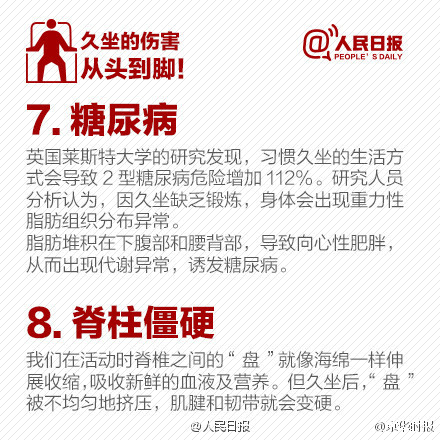 久坐的伤害
从头到脚！
@人民日报
PEOPLE'S DAILY
7. 糖尿病
英国莱斯特大学的研究发现，习惯久坐的生活方
式会导致 2 型糖尿病危险增加 112%。研究人员
分析认为，因久坐缺乏锻炼，身体会出现重力性
脂肪组织分布异常。
脂肪堆积在下腹部和腰背部，导致向心性肥胖，
从而出现代谢异常，诱发糖尿病。
8. 脊柱僵硬
我们在活动时脊椎之间的“ 盘 ”就像海绵一样伸
展收缩，吸收新鲜的血液及营养。但久坐后，“ 盘 ”
被不均匀地挤压，肌腱和韧带就会变硬。
@人民日报